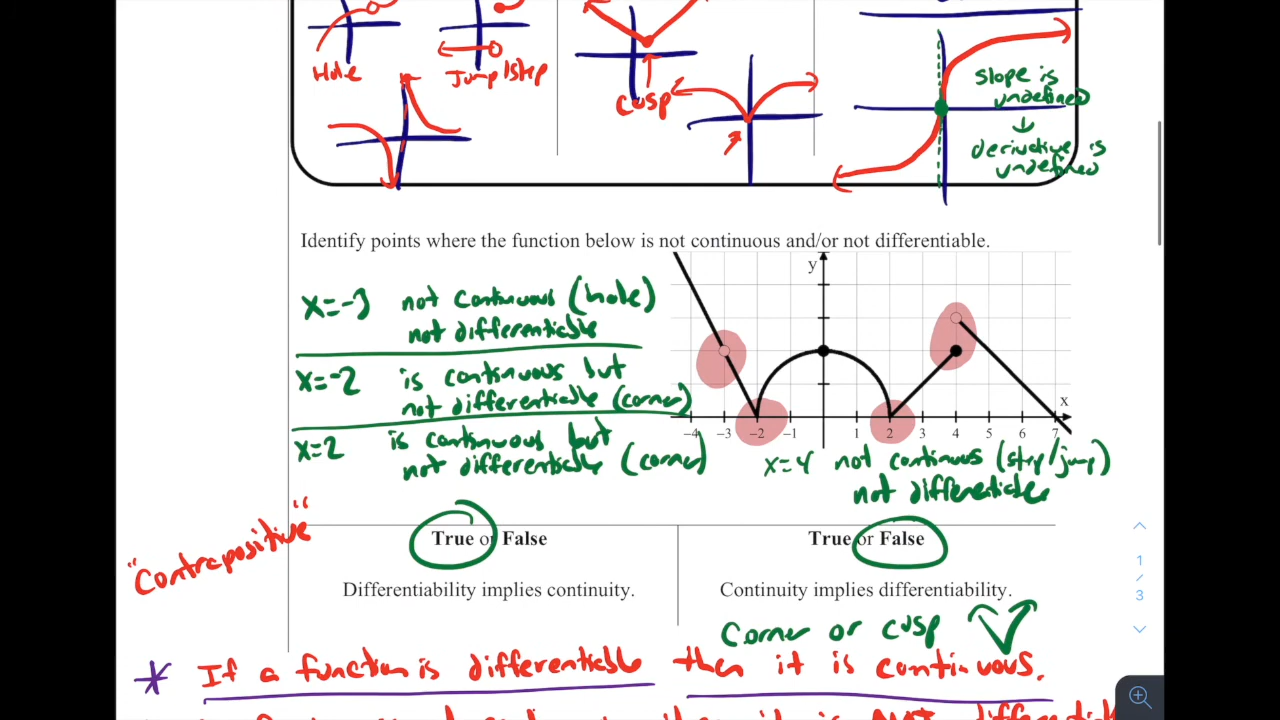 Hole
Jump/step
Cusp
slope is
undefined
derivative is
undefined
Identify points where the function below is not continuous and/or not differentiable.
x=-3 not continuous (hole)
not differentiable
x=-2 is continuous but
not differentiable (corner)
x=2 is continuous but
not differentiable (corner)
y
x
-4 -3 -2 -1 1 2 3 4 5 6 7
x=4 not continuous (step/jump)
not differentiable
"Contrapositive"
True or False
Differentiability implies continuity.
True or False
Continuity implies differentiability.
Corner or cusp
* If a function is differentiable then it is continuous.
1
/
3